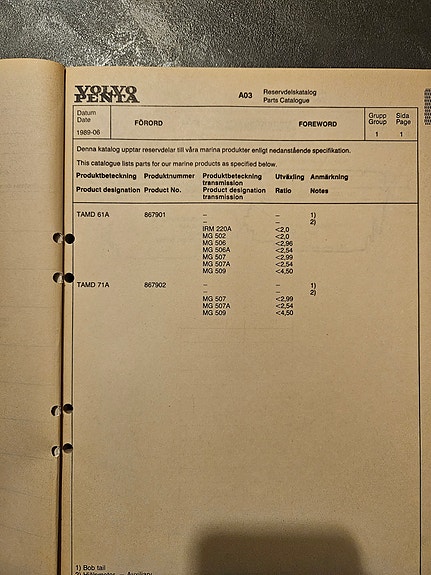 VOLVO
PENTA
A03
Reservdelskatalog
Parts Catalogue
Datum
Date
1989-06
FÖRORD
FOREWORD
Grupp
Group
1
Sida
Page
1
Denna katalog upptar reservdelar till våra marina produkter enligt nedanstående specifikation.
This catalogue lists parts for our marine products as specified below.
Produktbeteckning Produktnummer Produktbeteckning transmission Utväxling Anmärkning
Product designation Product No. Product designation transmission Ratio Notes
TAMD 61A 867901 – – 1)
– – 2)
IRM 220A <2,0
MG 502 <2,0
MG 506 <2,96
MG 506A <2,54
MG 507 <2,99
MG 507A <2,54
MG 509 <4,50
TAMD 71A 867902 – – 1)
– – 2)
MG 507 <2,99
MG 507A <2,54
MG 509 <4,50
1) Bob tail
2) – Auxiliary